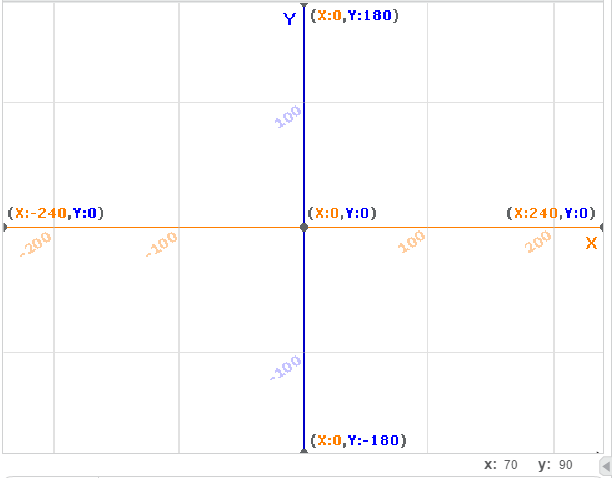 Y (X:0,Y:180)
100
(X:-240,Y:0) (X:0,Y:0) (X:240,Y:0)
-200 -100 100 200 X
-100
(X:0,Y:-180)
x: 70 y: 90